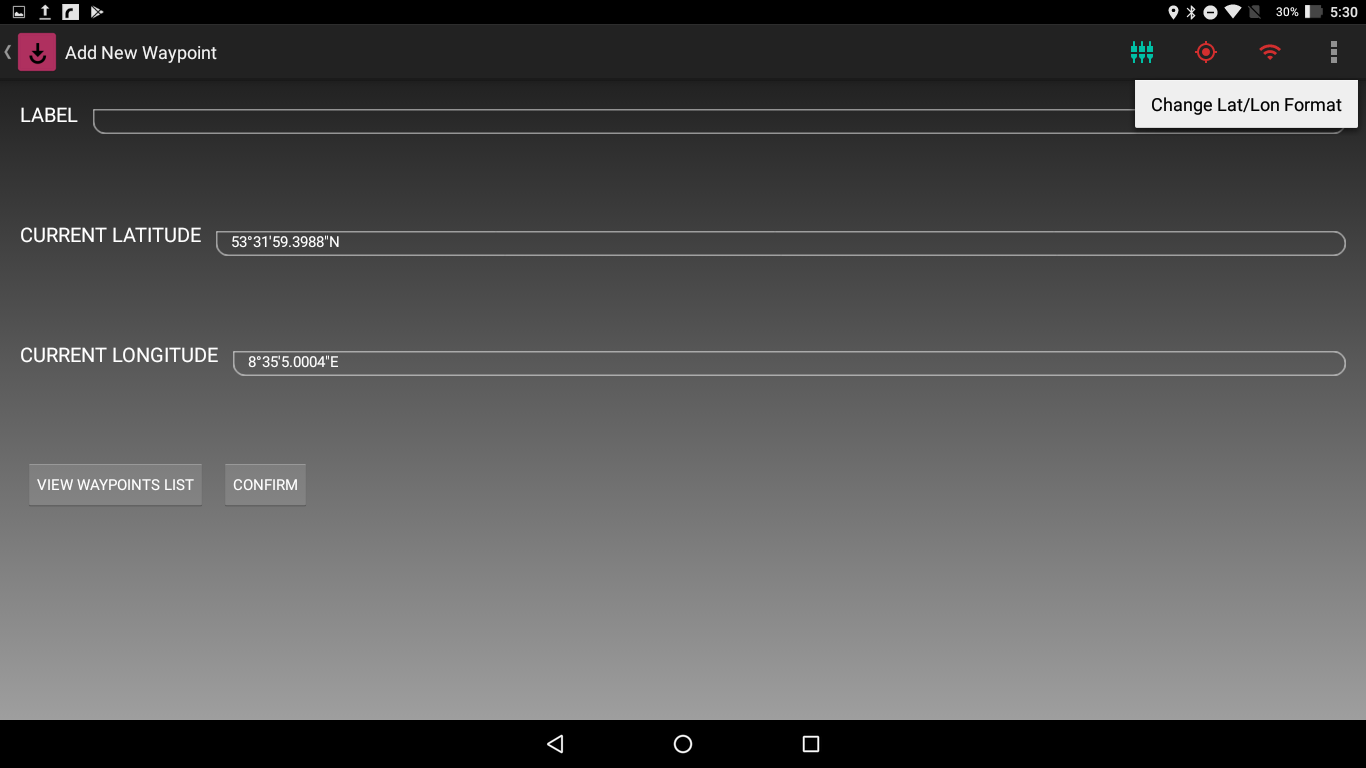 30% 5:30
Add New Waypoint
Change Lat/Lon Format
LABEL
CURRENT LATITUDE 53°31'59.3988"N
CURRENT LONGITUDE 8°35'5.0004"E
VIEW WAYPOINTS LIST CONFIRM